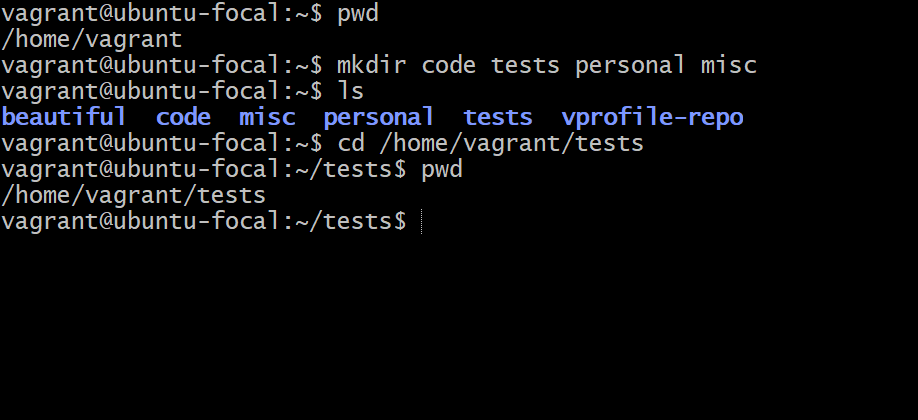 vagrant@ubuntu-focal:~$ pwd
/home/vagrant
vagrant@ubuntu-focal:~$ mkdir code tests personal misc
vagrant@ubuntu-focal:~$ ls
beautiful  code  misc  personal  tests  vprofile-repo
vagrant@ubuntu-focal:~$ cd /home/vagrant/tests
vagrant@ubuntu-focal:~/tests$ pwd
/home/vagrant/tests
vagrant@ubuntu-focal:~/tests$